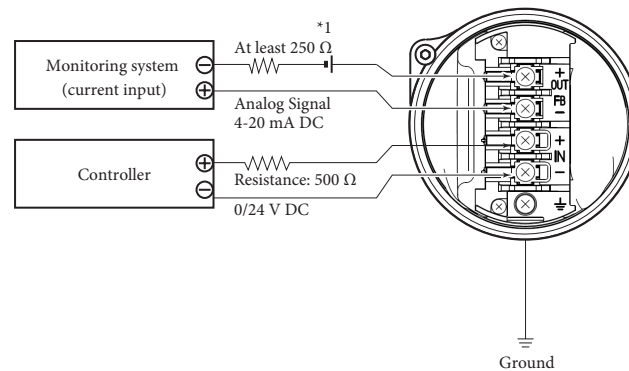 *1
At least 250 Ω
Monitoring system
(current input)
⊖
⊕
Analog Signal
4-20 mA DC
Controller
⊕
⊖
Resistance: 500 Ω
0/24 V DC
+
OUT
FB
−
+
IN
−
Ground